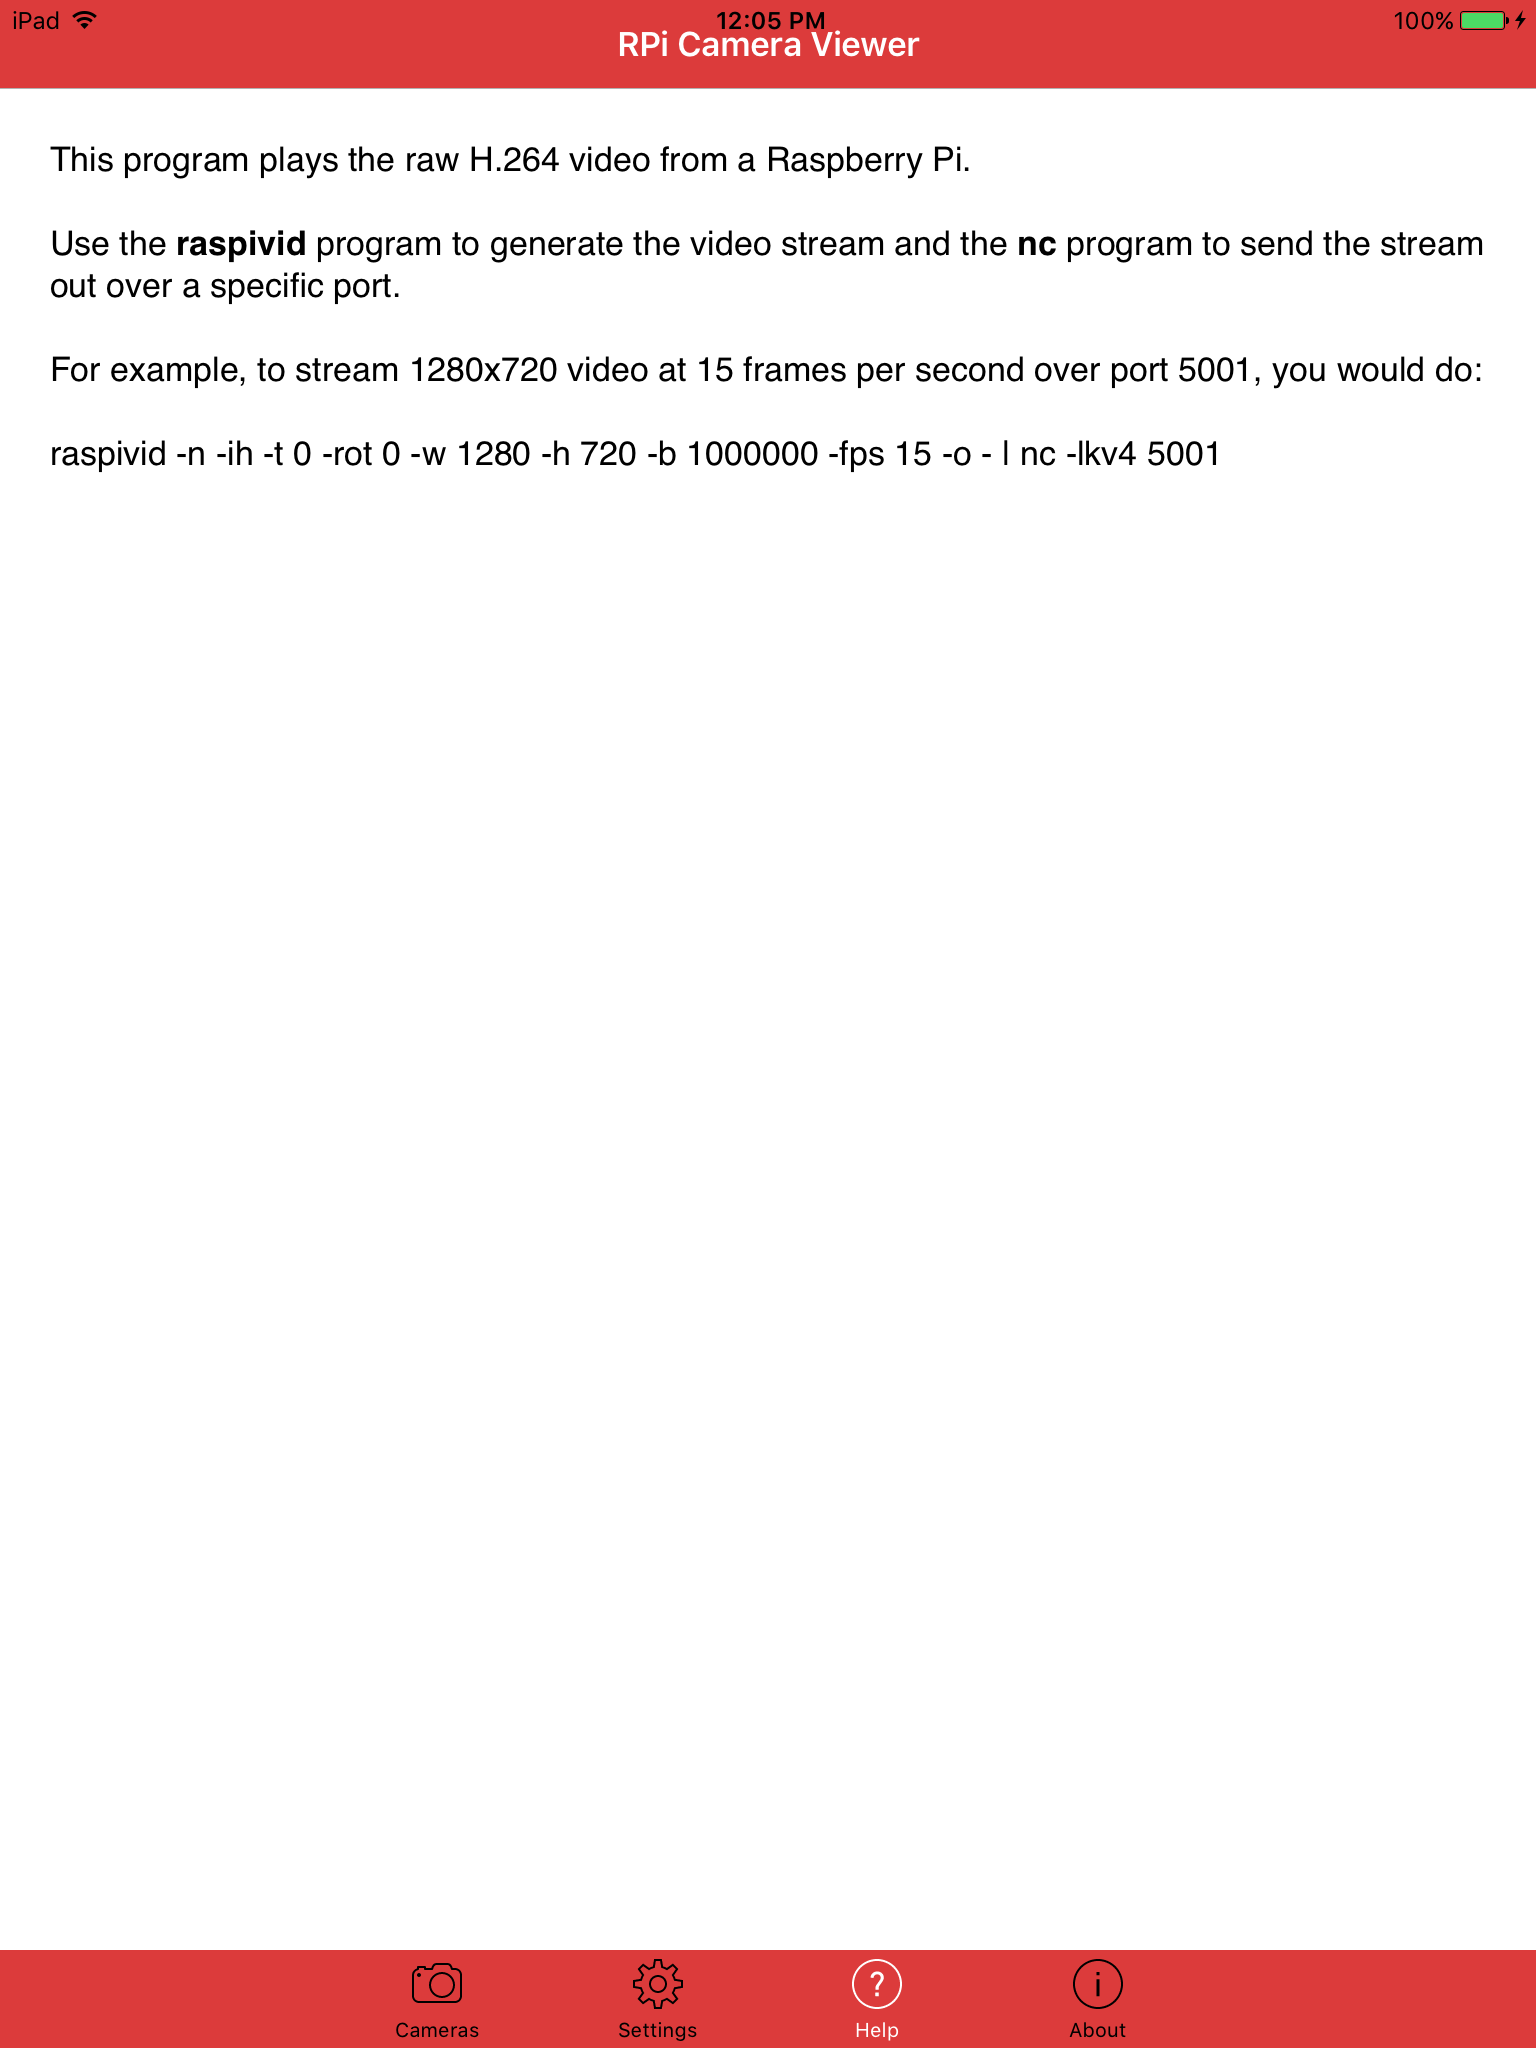 iPad 12:05 PM 100%
RPi Camera Viewer
This program plays the raw H.264 video from a Raspberry Pi.
Use the raspivid program to generate the video stream and the nc program to send the stream
out over a specific port.
For example, to stream 1280x720 video at 15 frames per second over port 5001, you would do:
raspivid -n -ih -t 0 -rot 0 -w 1280 -h 720 -b 1000000 -fps 15 -o - | nc -lkv4 5001
Cameras Settings Help About